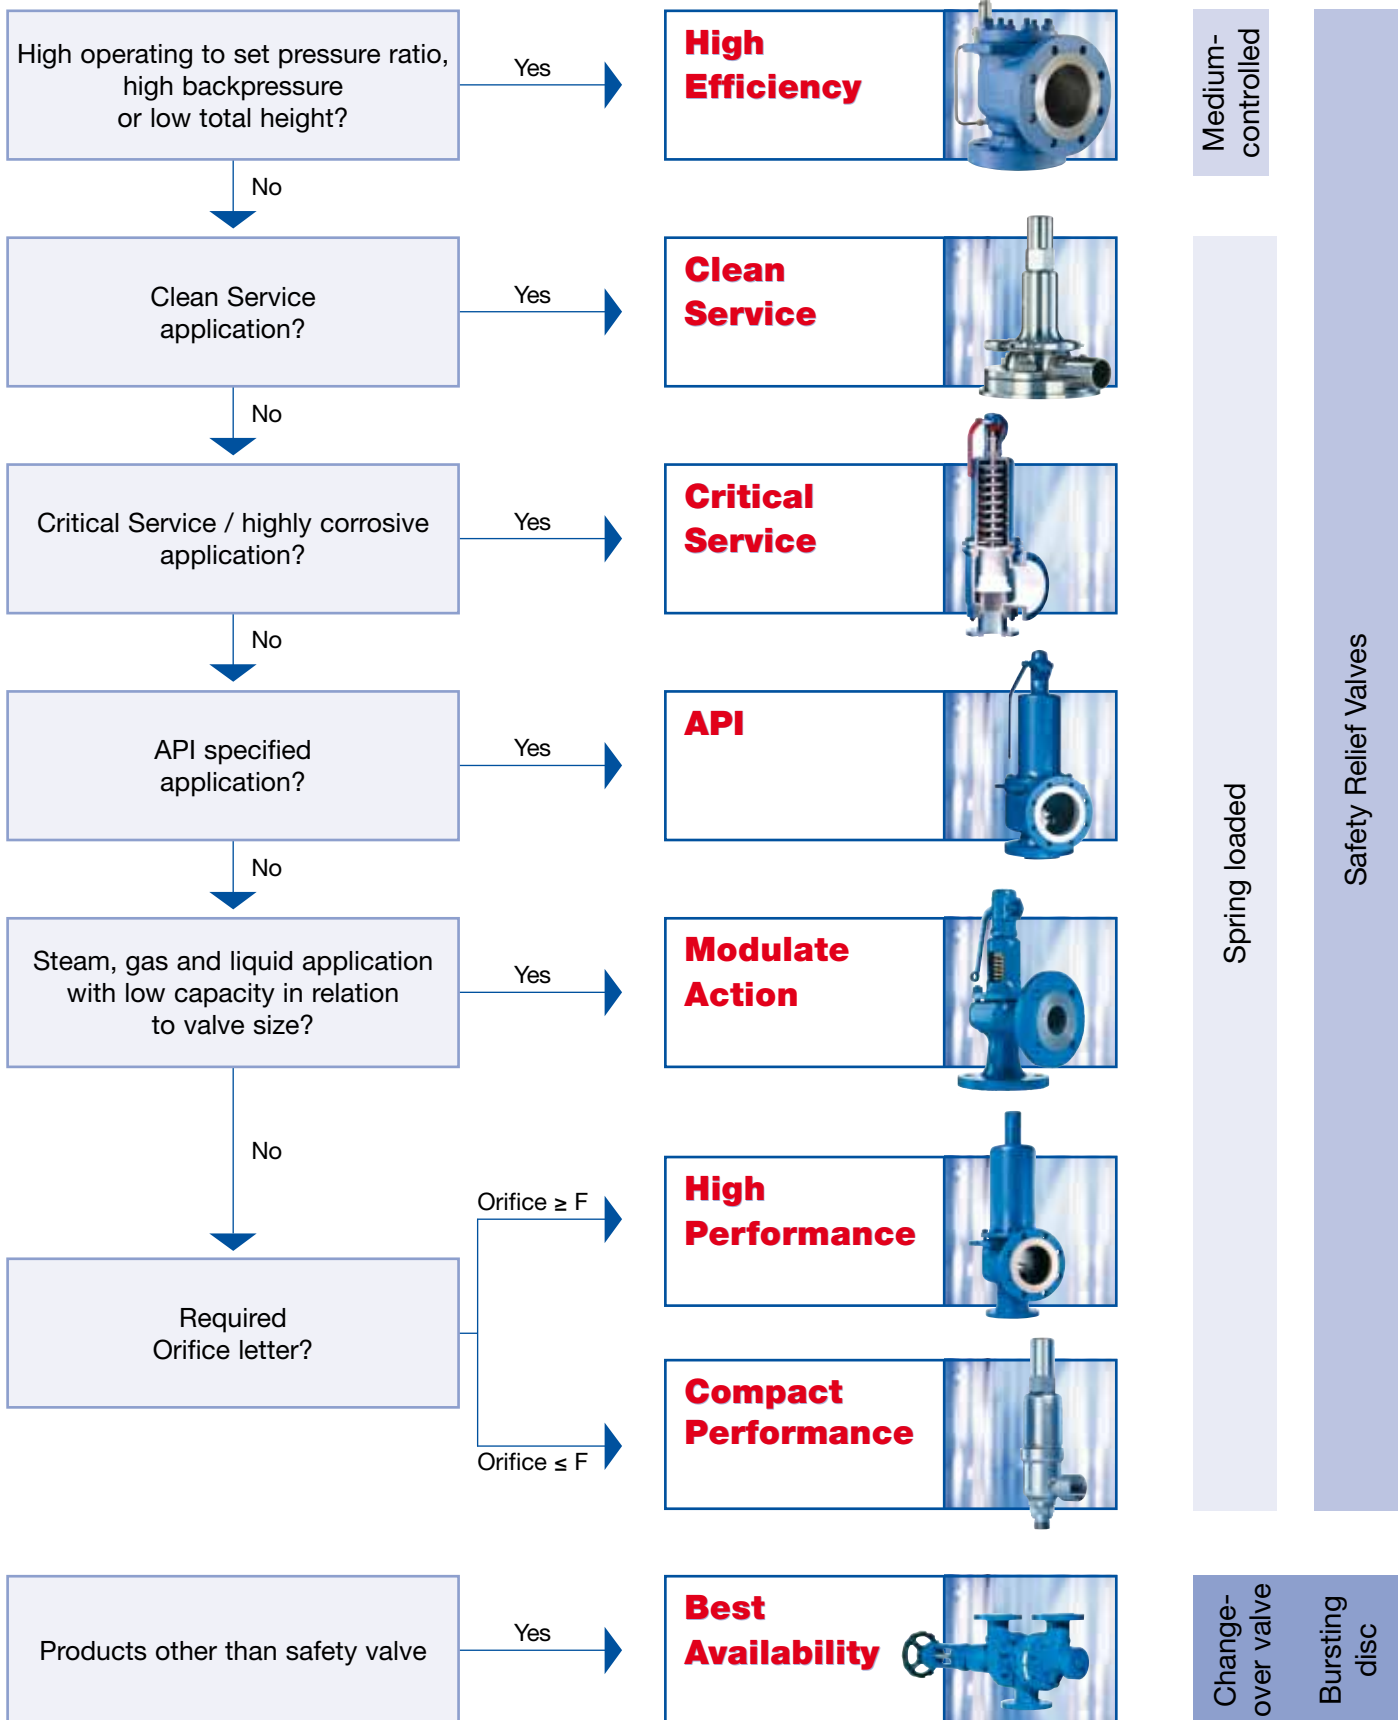 High operating to set pressure ratio,
high backpressure
or low total height?
Yes
High
Efficiency
No
Clean Service
application?
Yes
Clean
Service
No
Critical Service / highly corrosive
application?
Yes
Critical
Service
No
API specified
application?
Yes
API
No
Steam, gas and liquid application
with low capacity in relation
to valve size?
Yes
Modulate
Action
No
Required
Orifice letter?
Orifice ≥ F
High
Performance
Orifice ≤ F
Compact
Performance
Products other than safety valve
Yes
Best
Availability
Medium-
controlled
Spring loaded
Safety Relief Valves
Change-
over valve
Bursting
disc